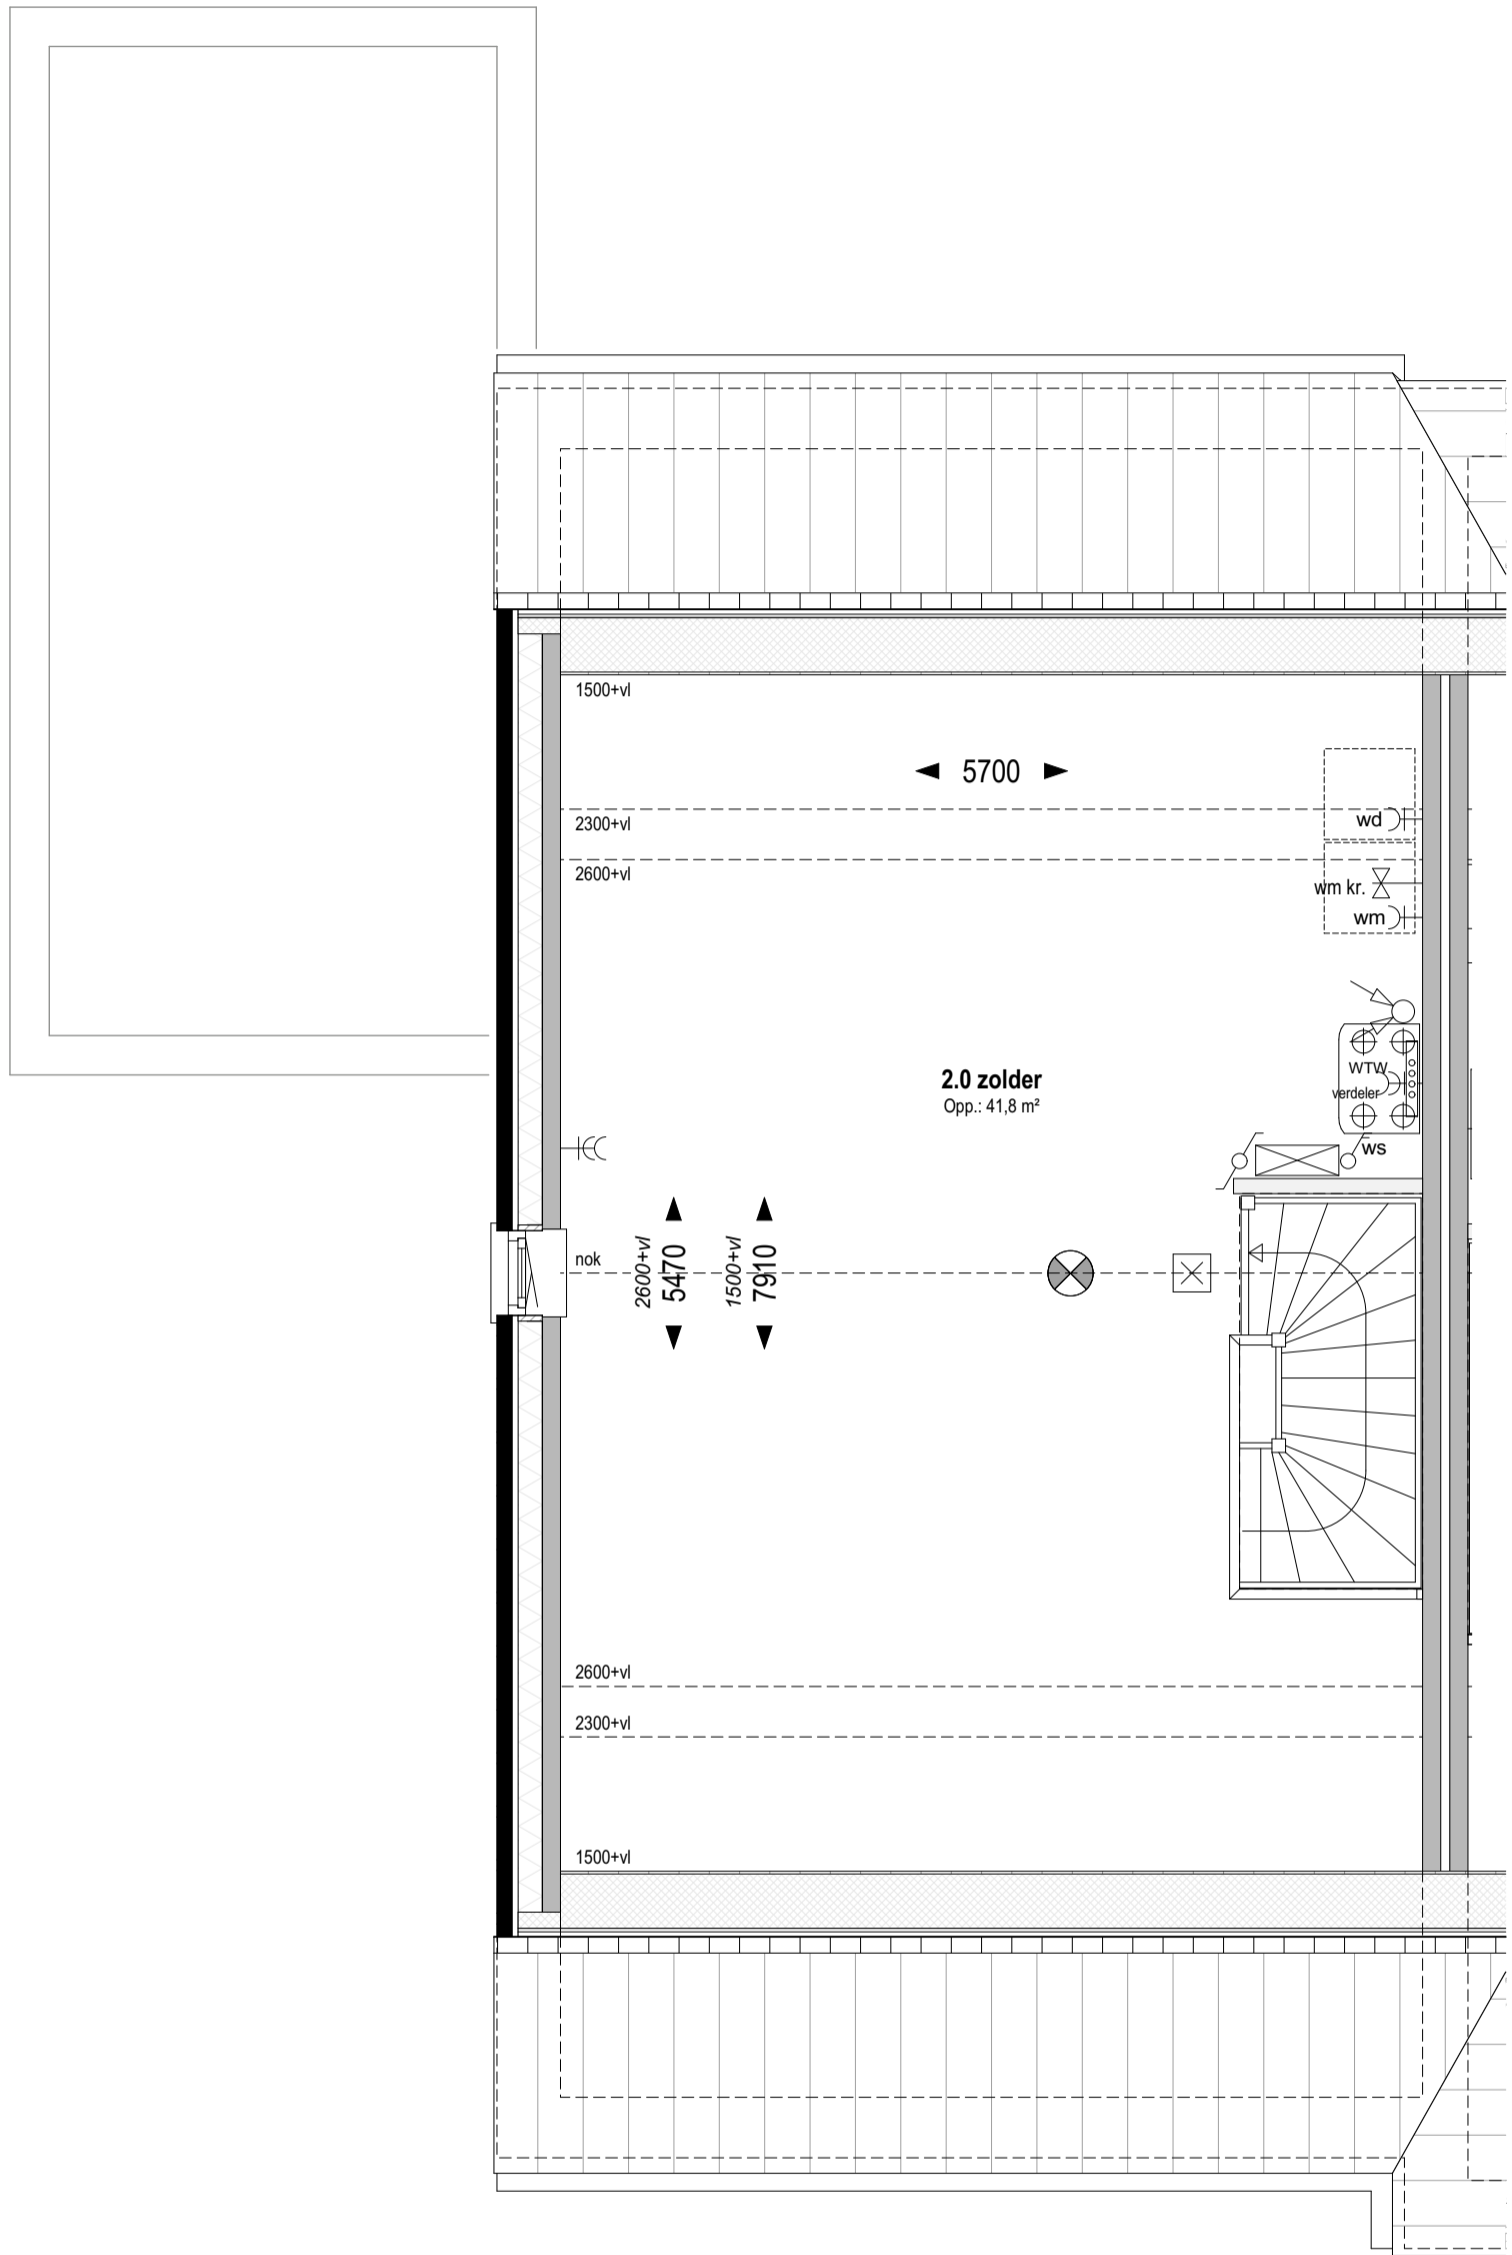 1500+vl
5700
2300+vl
wd
2600+vl
wm kr.
wm
WTW
verdeler
2.0 zolder
Opp.: 41,8 m²
ws
nok
2600+vl
5470
1500+vl
7910
2600+vl
2300+vl
1500+vl